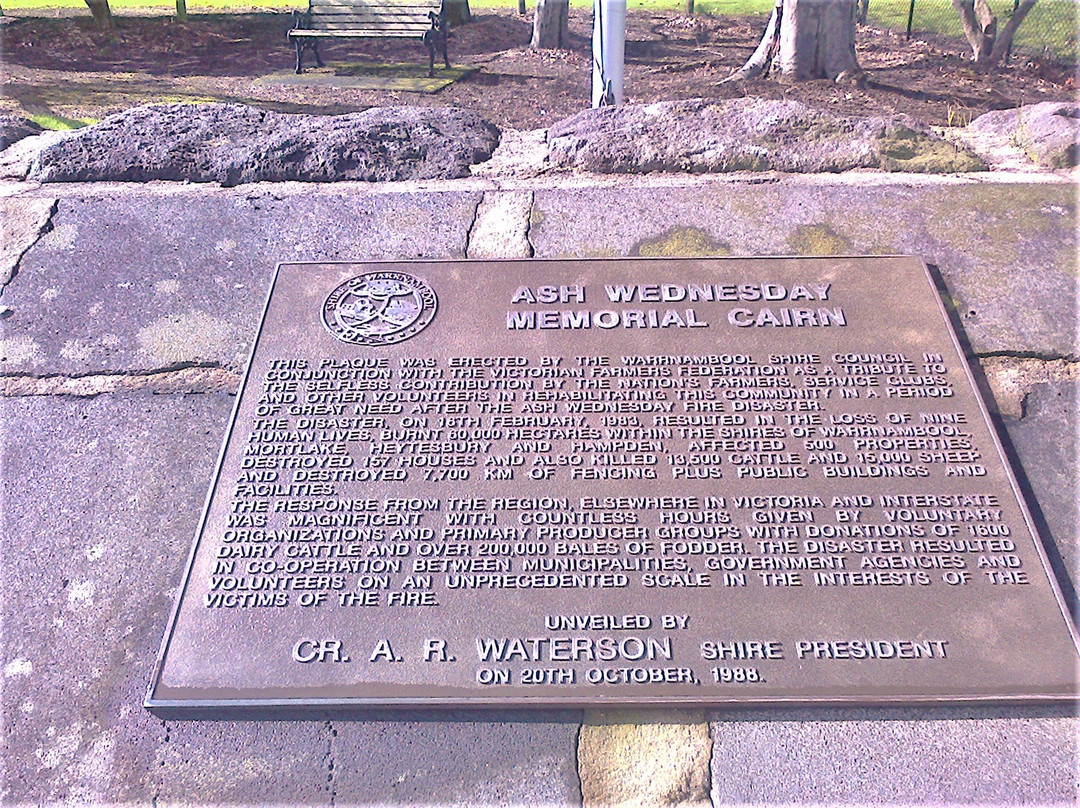 SHIRE OF WARRNAMBOOL
ASH WEDNESDAY
MEMORIAL CAIRN
THIS PLAQUE WAS ERECTED BY THE WARRNAMBOOL SHIRE COUNCIL IN
CONJUNCTION WITH THE VICTORIAN FARMERS FEDERATION AS A TRIBUTE TO
THE SELFLESS CONTRIBUTION BY THE NATION'S FARMERS, SERVICE CLUBS,
AND OTHER VOLUNTEERS IN REHABILITATING THIS COMMUNITY IN A PERIOD
OF GREAT NEED AFTER THE ASH WEDNESDAY FIRE DISASTER.
THE DISASTER, ON 16TH FEBRUARY, 1983, RESULTED IN THE LOSS OF NINE
HUMAN LIVES, BURNT 60,000 HECTARES WITHIN THE SHIRES OF WARRNAMBOOL,
MORTLAKE, HEYTESBURY AND HAMPDEN, AFFECTED 500 PROPERTIES,
DESTROYED 157 HOUSES AND ALSO KILLED 13,500 CATTLE AND 15,000 SHEEP
AND DESTROYED 7,700 KM OF FENCING PLUS PUBLIC BUILDINGS AND
FACILITIES.
THE RESPONSE FROM THE REGION, ELSEWHERE IN VICTORIA AND INTERSTATE
WAS MAGNIFICENT WITH COUNTLESS HOURS GIVEN BY VOLUNTARY
ORGANIZATIONS AND PRIMARY PRODUCER GROUPS WITH DONATIONS OF 1600
DAIRY CATTLE AND OVER 200,000 BALES OF FODDER. THE DISASTER RESULTED
IN CO-OPERATION BETWEEN MUNICIPALITIES, GOVERNMENT AGENCIES AND
VOLUNTEERS ON AN UNPRECEDENTED SCALE IN THE INTERESTS OF THE
VICTIMS OF THE FIRE.
UNVEILED BY
CR. A. R. WATERSON SHIRE PRESIDENT
ON 20TH OCTOBER, 1988.